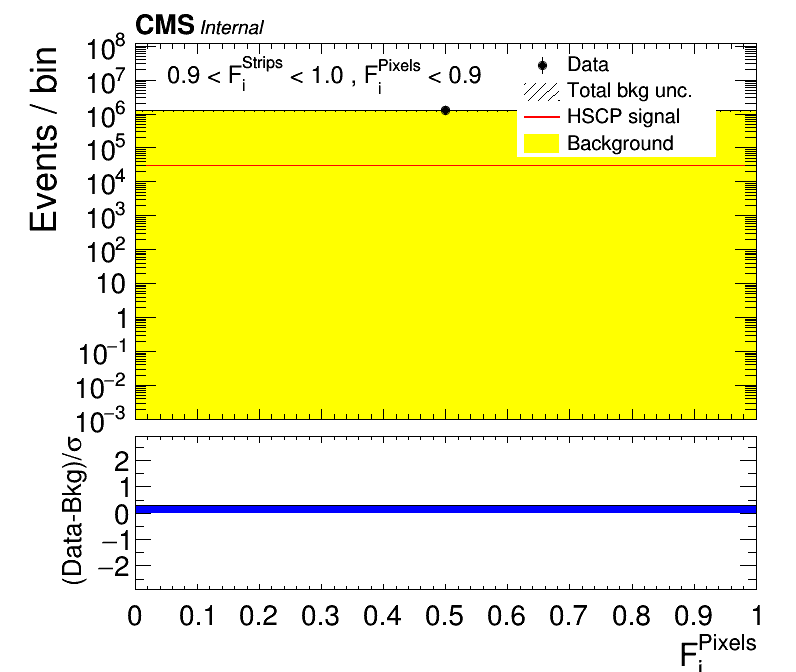 CMS Internal
Events / bin
10^8
10^7
10^6
10^5
10^4
10^3
10^2
10
1
10^−1
10^−2
10^−3
0.9 < F_i^Strips < 1.0 , F_i^Pixels < 0.9
Data
Total bkg unc.
HSCP signal
Background
(Data-Bkg)/σ
2
1
0
−1
−2
0 0.1 0.2 0.3 0.4 0.5 0.6 0.7 0.8 0.9 1
F_i^Pixels